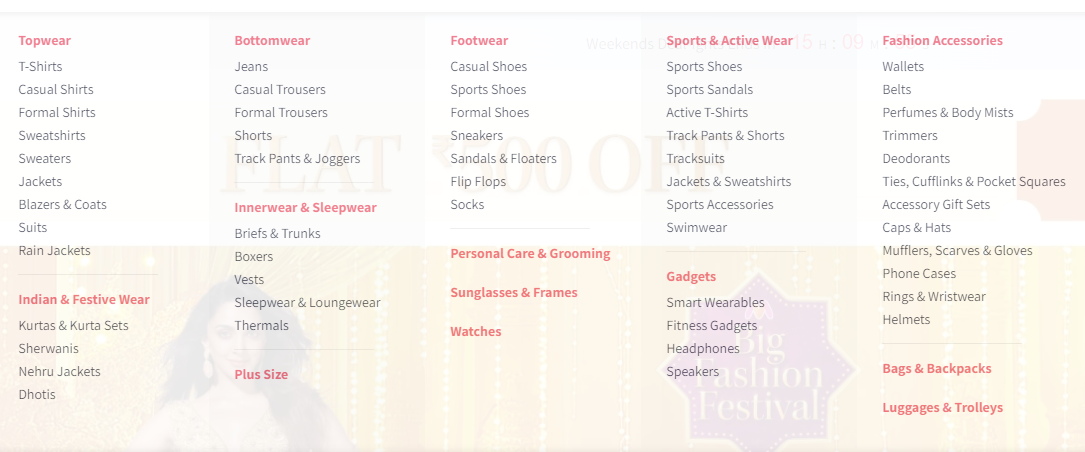 Topwear
T-Shirts
Casual Shirts
Formal Shirts
Sweatshirts
Sweaters
Jackets
Blazers & Coats
Suits
Rain Jackets
Indian & Festive Wear
Kurtas & Kurta Sets
Sherwanis
Nehru Jackets
Dhotis
Bottomwear
Jeans
Casual Trousers
Formal Trousers
Shorts
Track Pants & Joggers
Innerwear & Sleepwear
Briefs & Trunks
Boxers
Vests
Sleepwear & Loungewear
Thermals
Plus Size
Footwear
Casual Shoes
Sports Shoes
Formal Shoes
Sneakers
Sandals & Floaters
Flip Flops
Socks
Personal Care & Grooming
Sunglasses & Frames
Watches
Sports & Active Wear
Sports Shoes
Sports Sandals
Active T-Shirts
Track Pants & Shorts
Tracksuits
Jackets & Sweatshirts
Sports Accessories
Swimwear
Gadgets
Smart Wearables
Fitness Gadgets
Headphones
Speakers
Fashion Accessories
Wallets
Belts
Perfumes & Body Mists
Trimmers
Deodorants
Ties, Cufflinks & Pocket Squares
Accessory Gift Sets
Caps & Hats
Mufflers, Scarves & Gloves
Phone Cases
Rings & Wristwear
Helmets
Bags & Backpacks
Luggages & Trolleys
Weekends
15 H : 09 M
FLAT ₹500 OFF
Big
Fashion
Festival